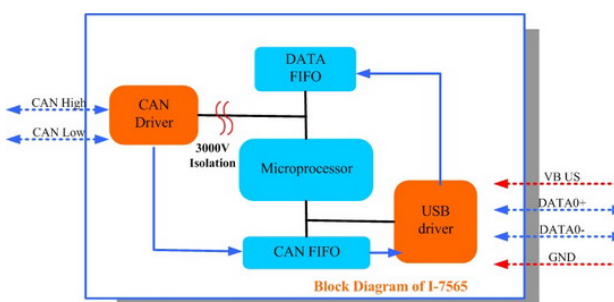 DATA
FIFO
CAN High
CAN Low
CAN
Driver
3000V
Isolation
Microprocessor
VB US
DATA0+
DATA0-
GND
USB
driver
CAN FIFO
Block Diagram of I-7565